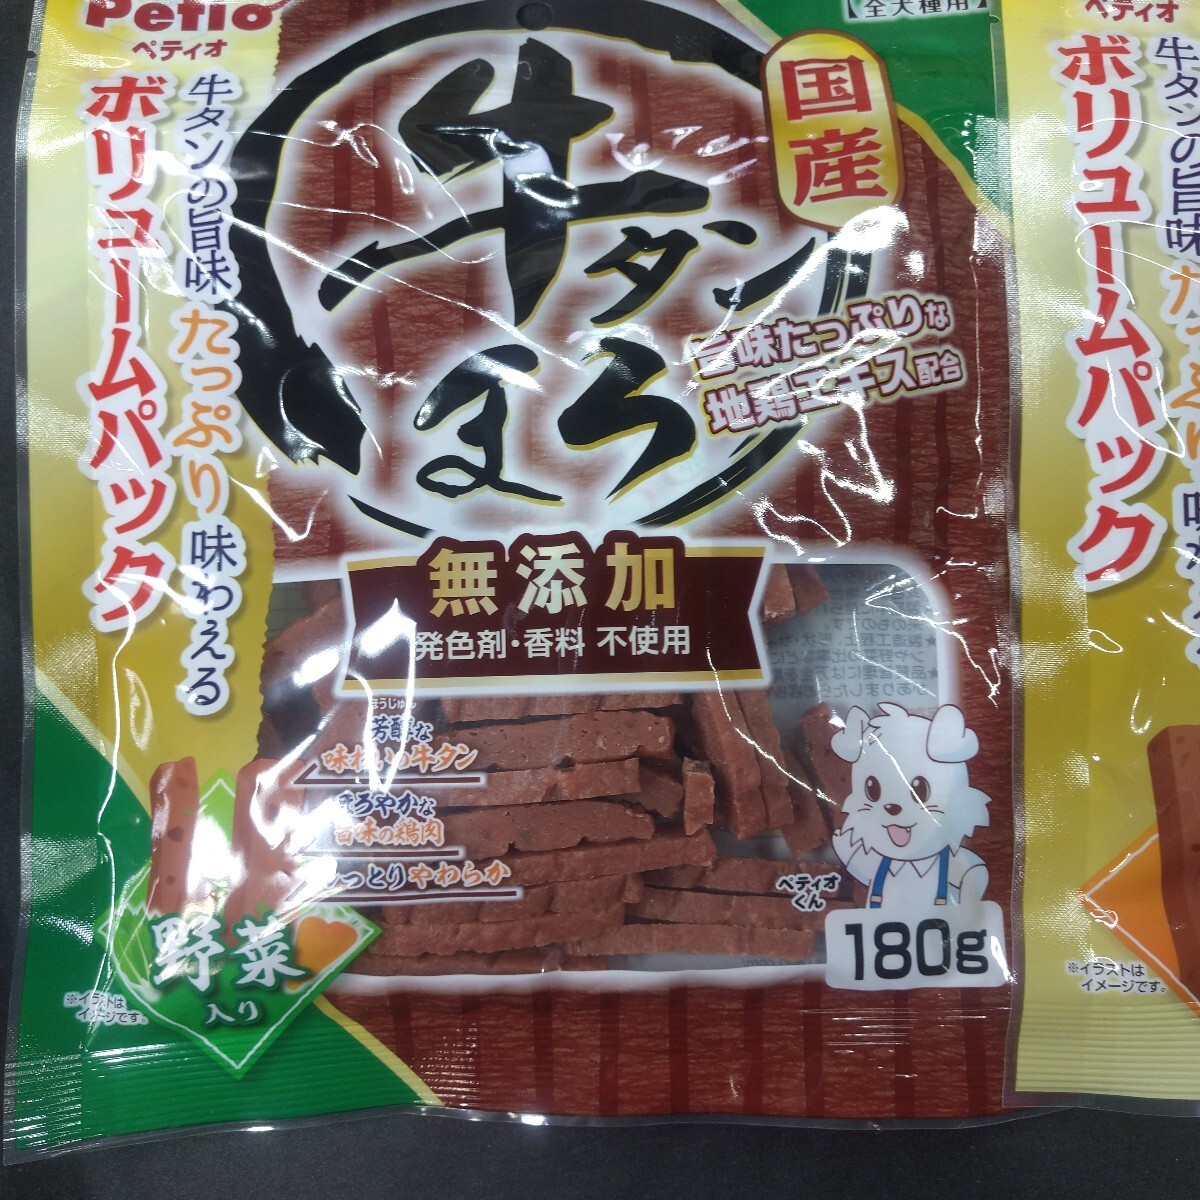 Petio
ペティオ
ボリュームパック
牛タンの旨味
たっぷり味わえる
【全犬種用】
国産
牛タン
ほろ
旨味たっぷりな
地鶏エキス配合
無添加
発色剤・香料 不使用
ほうじゅん
芳醇な
味わいの牛タン
まろやかな
旨味の鶏肉
しっとりやわらか
野菜
入り
※イラストは
イメージです。
ペティオ
くん
180g
ペティオ
ボリュームパック
牛タンの旨味
※イラストは
イメージです。